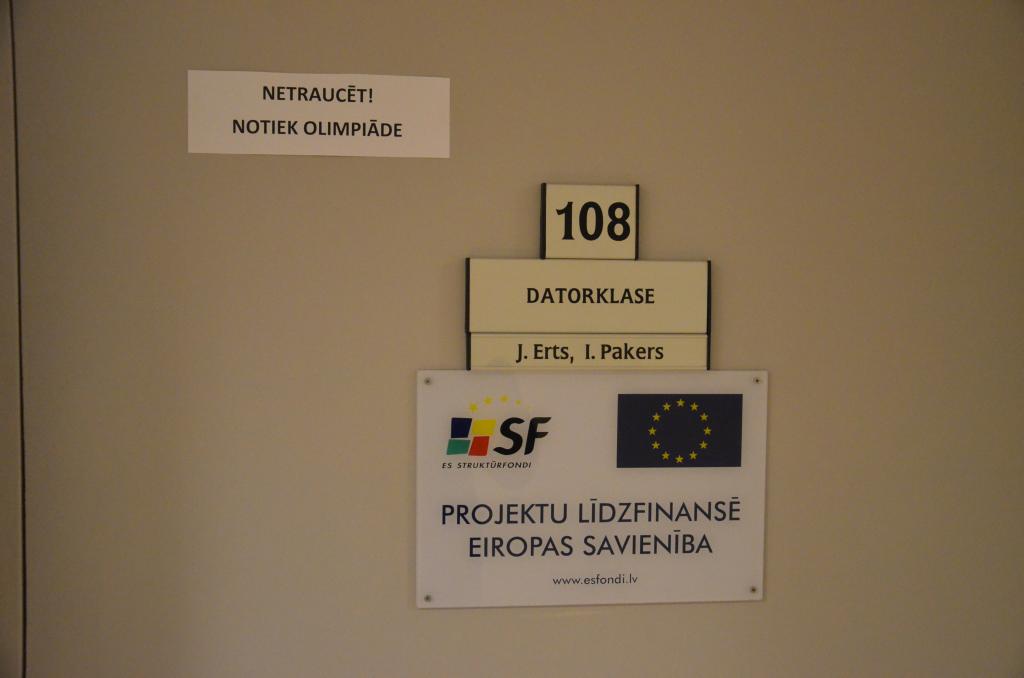 NETRAUCĒT!
NOTIEK OLIMPIĀDE
108
DATORKLASE
J. Erts, I. Pakers
SF
ES STRUKTŪRFONDI
PROJEKTU LĪDZFINANSĒ
EIROPAS SAVIENĪBA
www.esfondi.lv